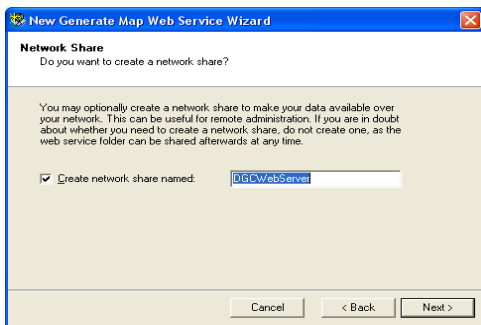 New Generate Map Web Service Wizard
Network Share
Do you want to create a network share?
You may optionally create a network share to make your data available over
your network. This can be useful for remote administration. If you are in doubt
about whether you need to create a network share, do not create one, as the
web service folder can be shared afterwards at any time.
Create network share named: DGCWebServer
Cancel < Back Next >